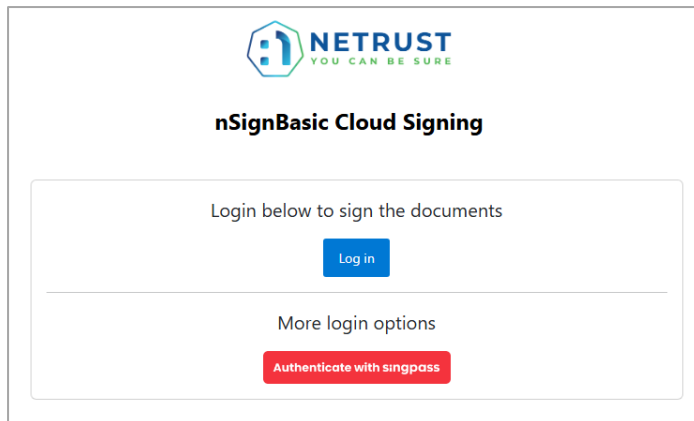 NETRUST
YOU CAN BE SURE
nSignBasic Cloud Signing
Login below to sign the documents
Log in
More login options
Authenticate with singpass